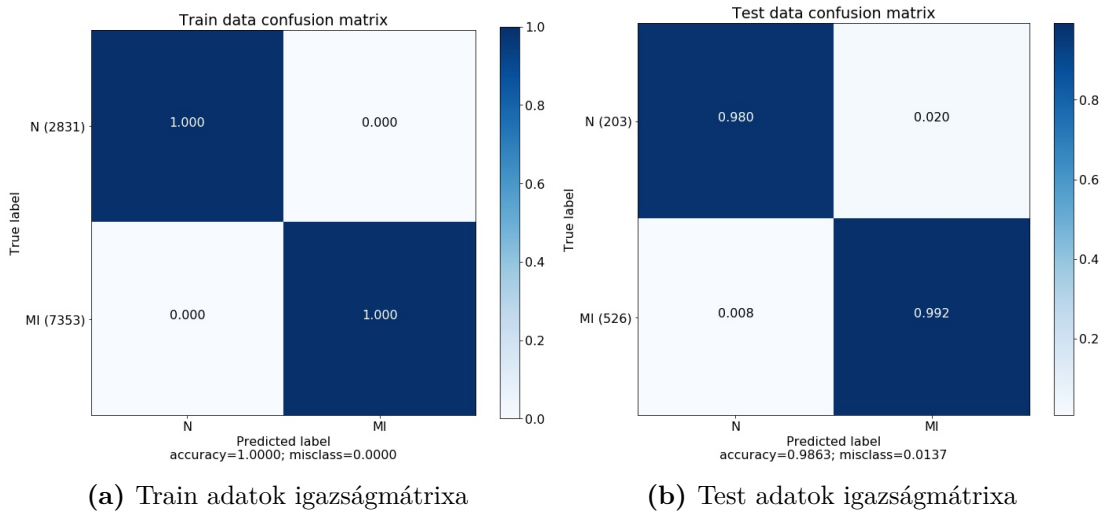 Train data confusion matrix
True label
N (2831)
MI (7353)
1.000
0.000
0.000
1.000
N
MI
Predicted label
accuracy=1.0000; misclass=0.0000
1.0
0.8
0.6
0.4
0.2
0.0
(a) Train adatok igazságmátrixa
Test data confusion matrix
True label
N (203)
MI (526)
0.980
0.020
0.008
0.992
N
MI
Predicted label
accuracy=0.9863; misclass=0.0137
0.8
0.6
0.4
0.2
(b) Test adatok igazságmátrixa